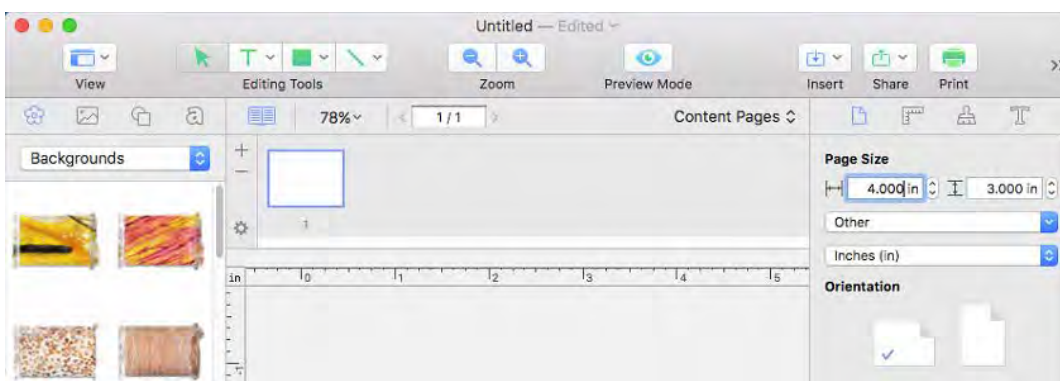 Untitled — Edited
View
Editing Tools
Zoom
Preview Mode
Insert
Share
Print
78%
1 / 1
Content Pages
Backgrounds
Page Size
4.000 in
3.000 in
Other
Inches (in)
Orientation
1
in
0 1 2 3 4 5